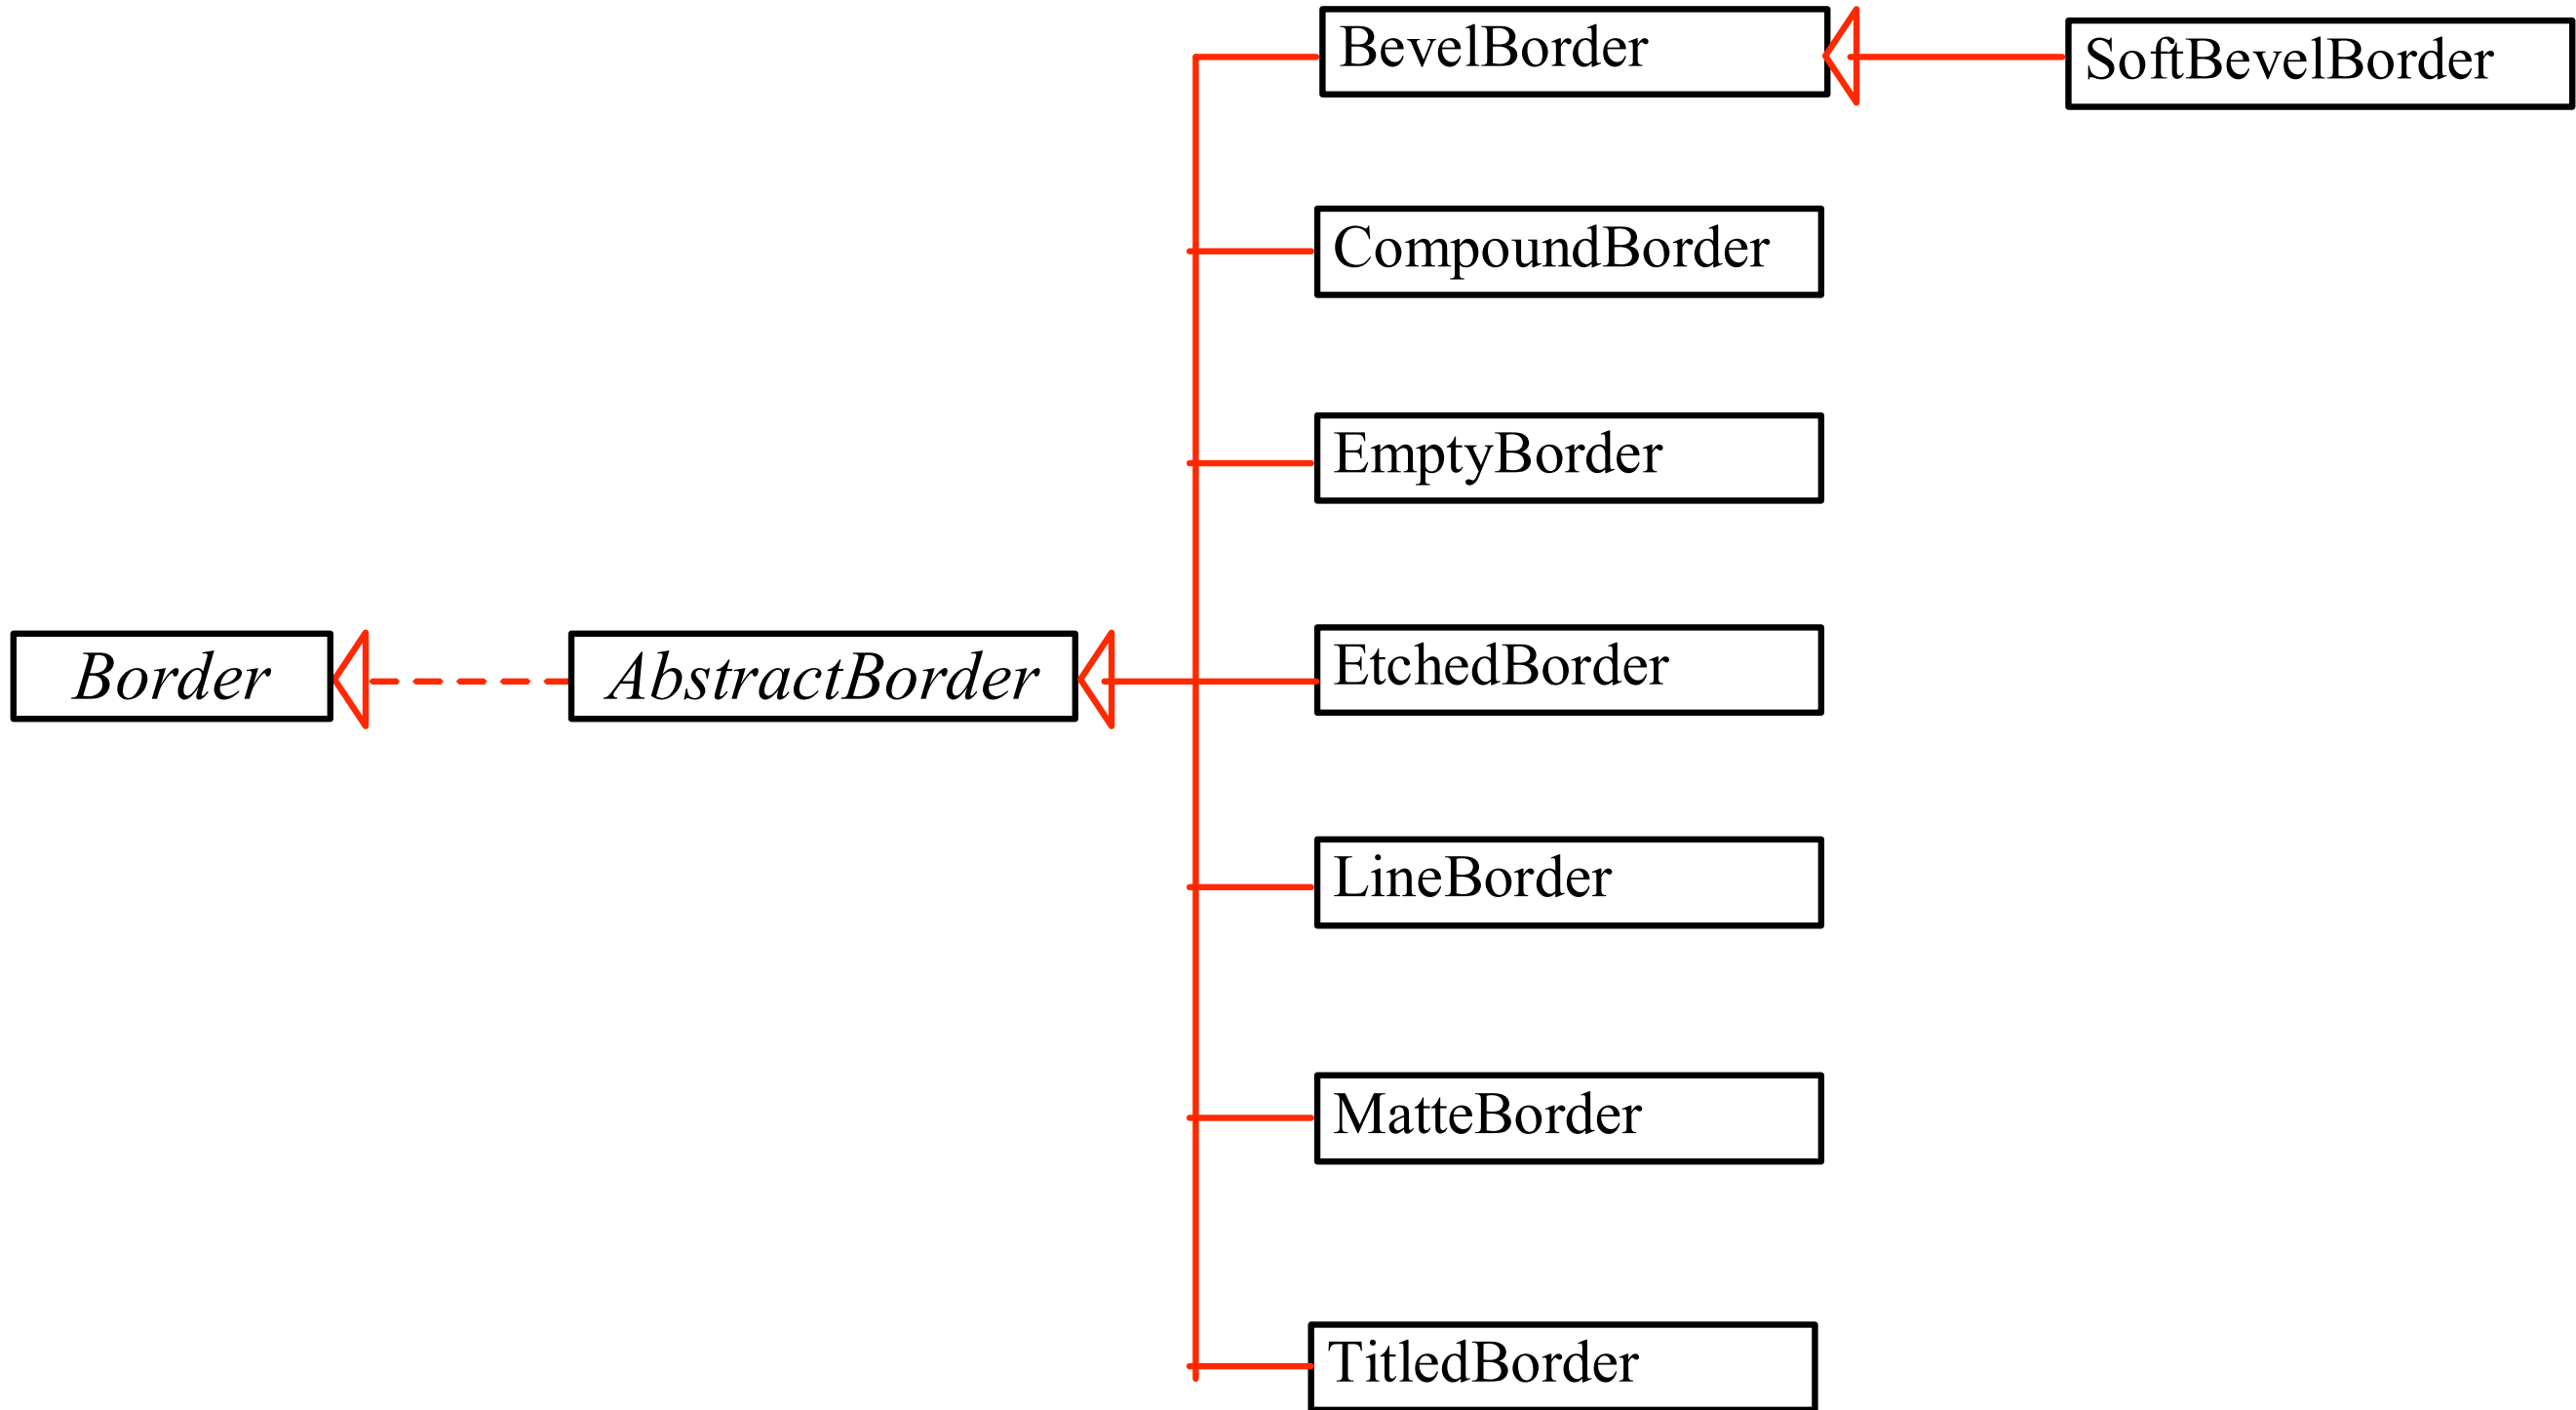 BevelBorder
SoftBevelBorder
CompoundBorder
EmptyBorder
Border
AbstractBorder
EtchedBorder
LineBorder
MatteBorder
TitledBorder